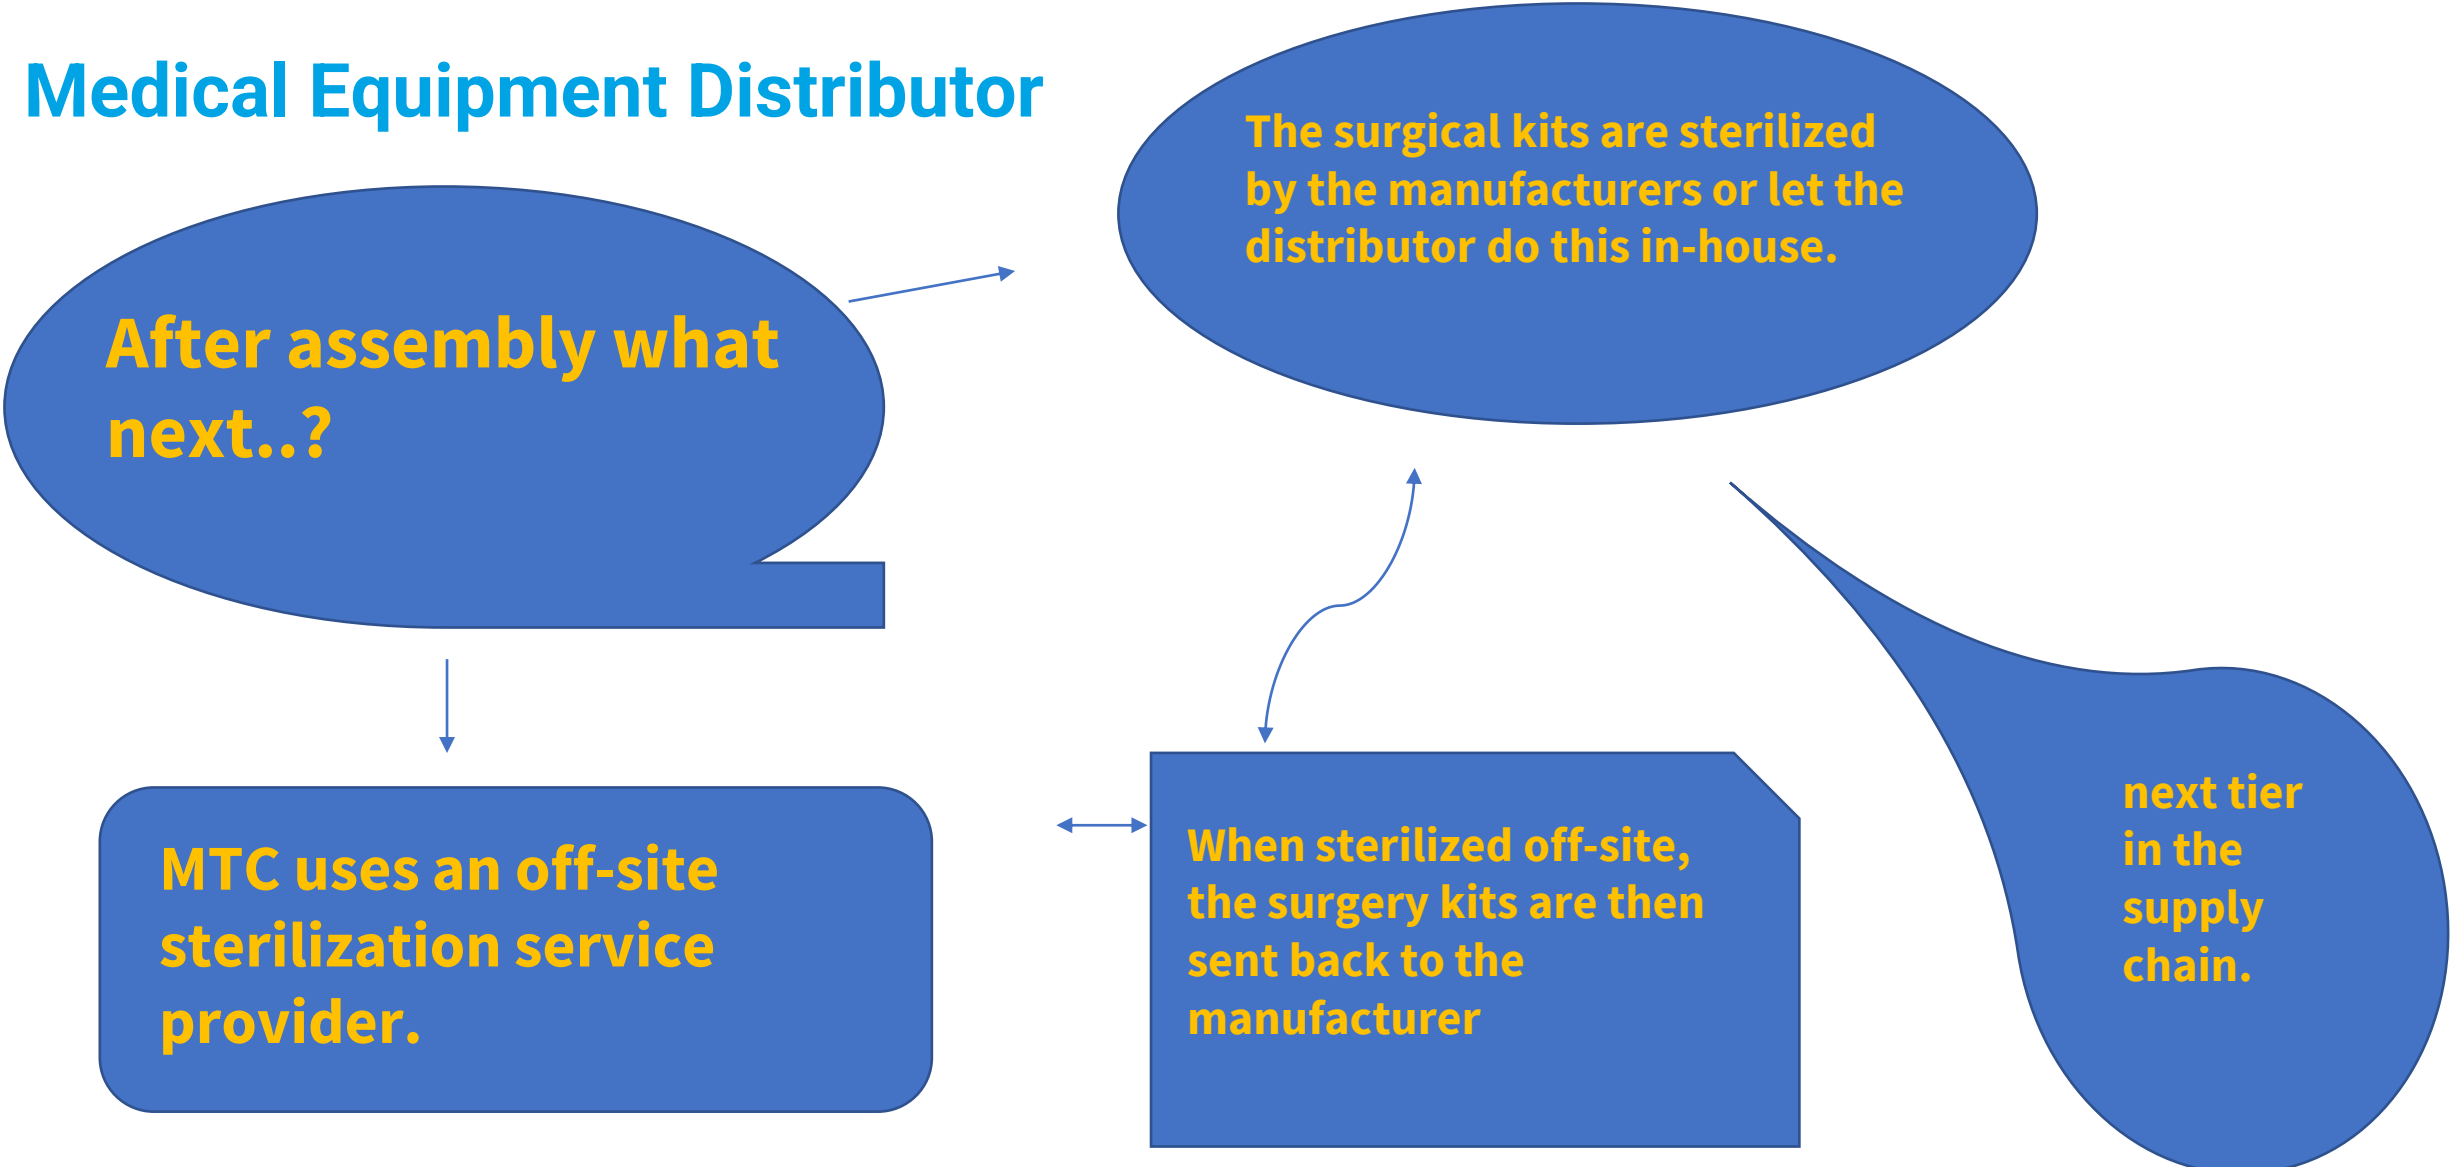 Medical Equipment Distributor
The surgical kits are sterilized
by the manufacturers or let the
distributor do this in-house.
After assembly what
next..?
MTC uses an off-site
sterilization service
provider.
When sterilized off-site,
the surgery kits are then
sent back to the
manufacturer
next tier
in the
supply
chain.